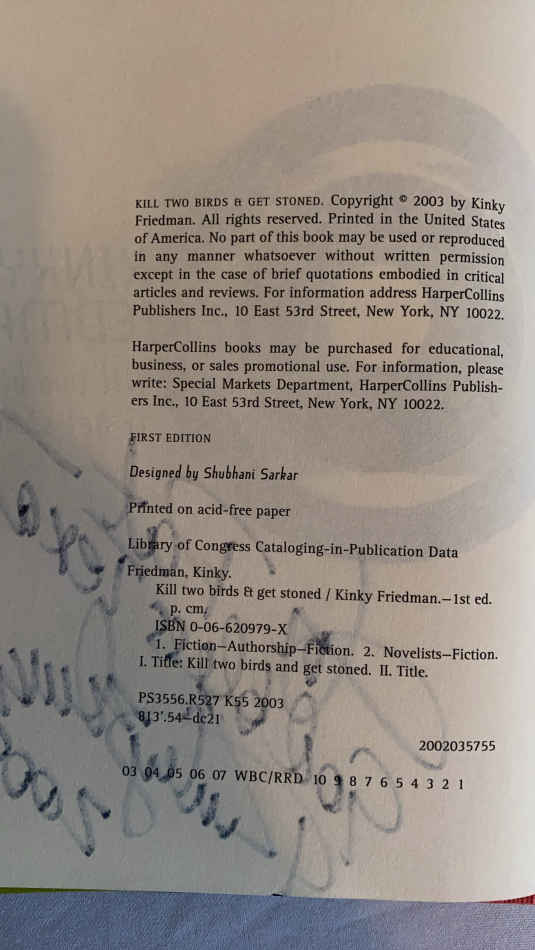 KILL TWO BIRDS & GET STONED. Copyright © 2003 by Kinky
Friedman. All rights reserved. Printed in the United States
of America. No part of this book may be used or reproduced
in any manner whatsoever without written permission
except in the case of brief quotations embodied in critical
articles and reviews. For information address HarperCollins
Publishers Inc., 10 East 53rd Street, New York, NY 10022.
HarperCollins books may be purchased for educational,
business, or sales promotional use. For information, please
write: Special Markets Department, HarperCollins Publish-
ers Inc., 10 East 53rd Street, New York, NY 10022.
FIRST EDITION
Designed by Shubhani Sarkar
Printed on acid-free paper
Library of Congress Cataloging-in-Publication Data
Friedman, Kinky.
Kill two birds & get stoned / Kinky Friedman.—1st ed.
p. cm.
ISBN 0-06-620979-X
1. Fiction—Authorship—Fiction. 2. Novelists—Fiction.
I. Title: Kill two birds and get stoned. II. Title.
PS3556.R527 K55 2003
813'.54—dc21
2002035755
03 04 05 06 07 WBC/RRD 10 9 8 7 6 5 4 3 2 1